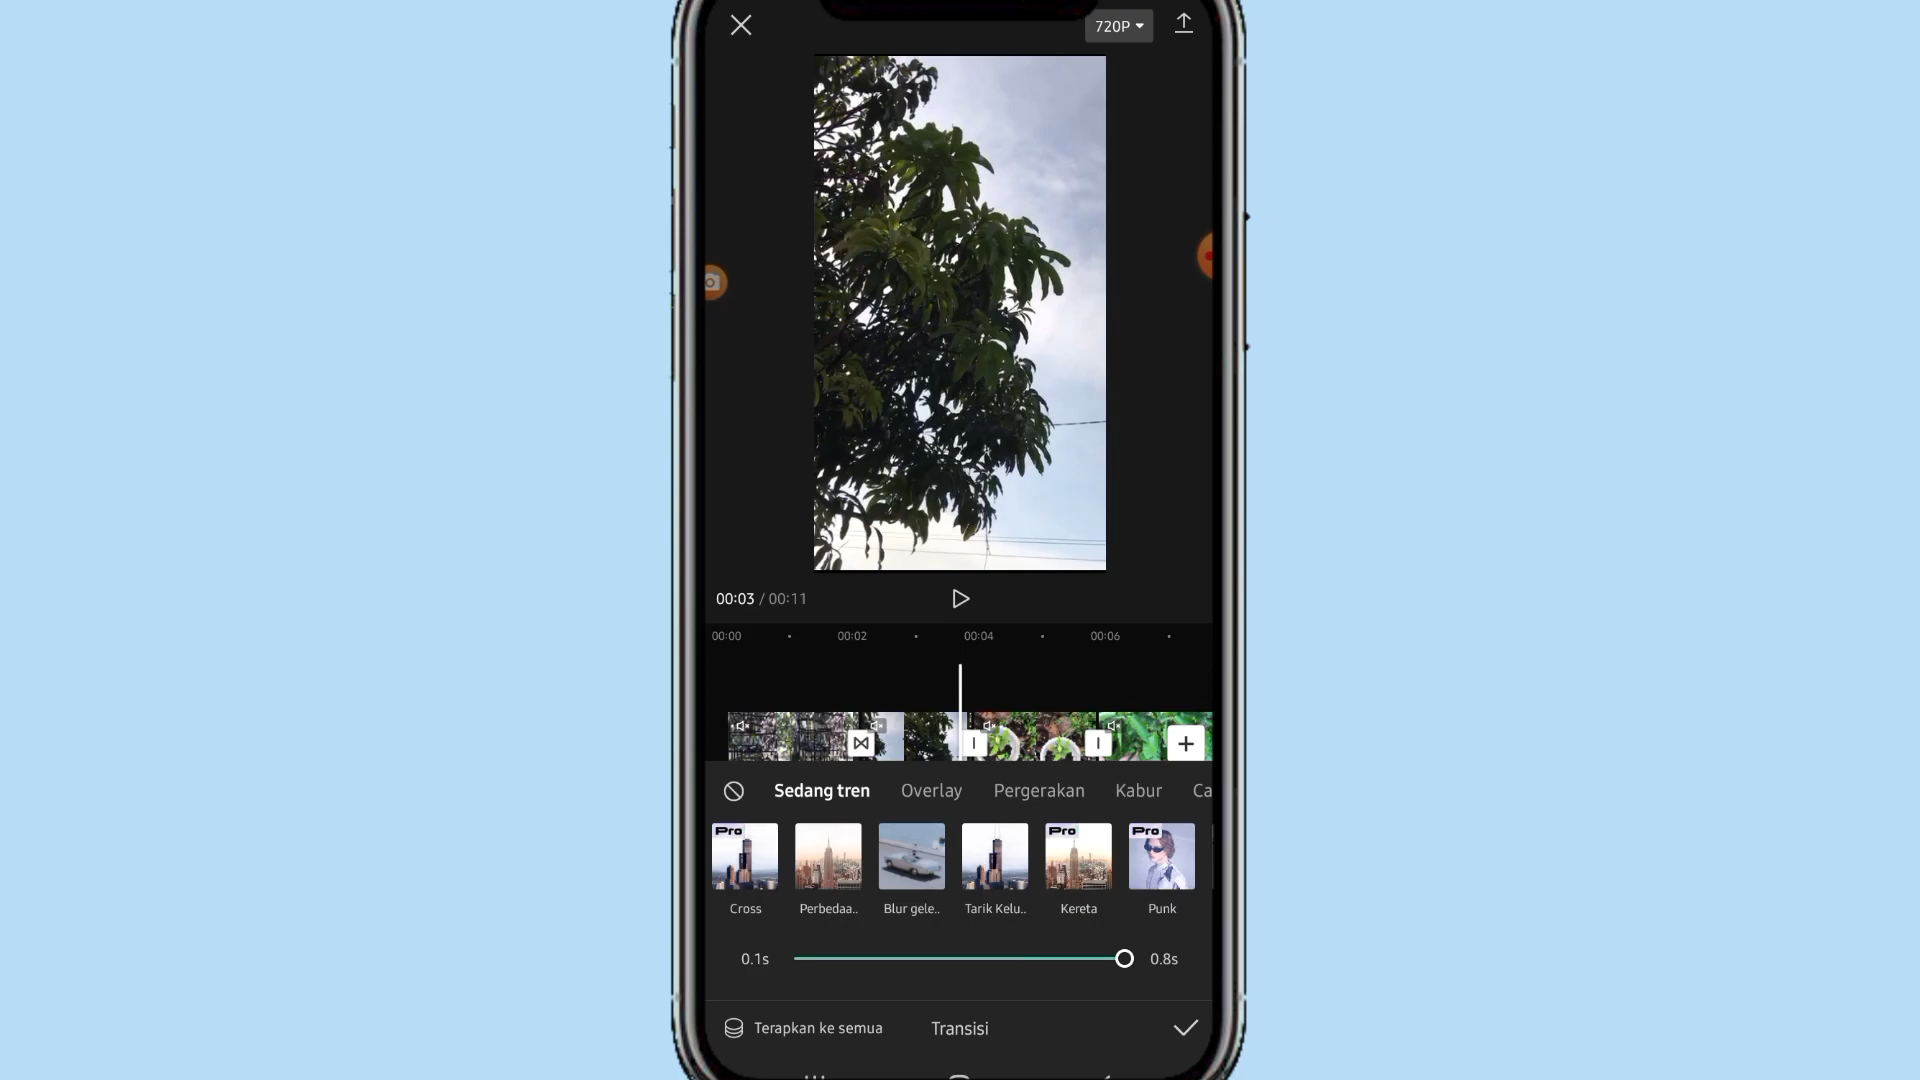 720P
00:03 / 00:11
00:00 00:02 00:04 00:06
Sedang tren Overlay Pergerakan Kabur Ca
Pro Pro Pro
Cross Perbedaa.. Blur gele.. Tarik Kelu.. Kereta Punk
0.1s 0.8s
Terapkan ke semua Transisi